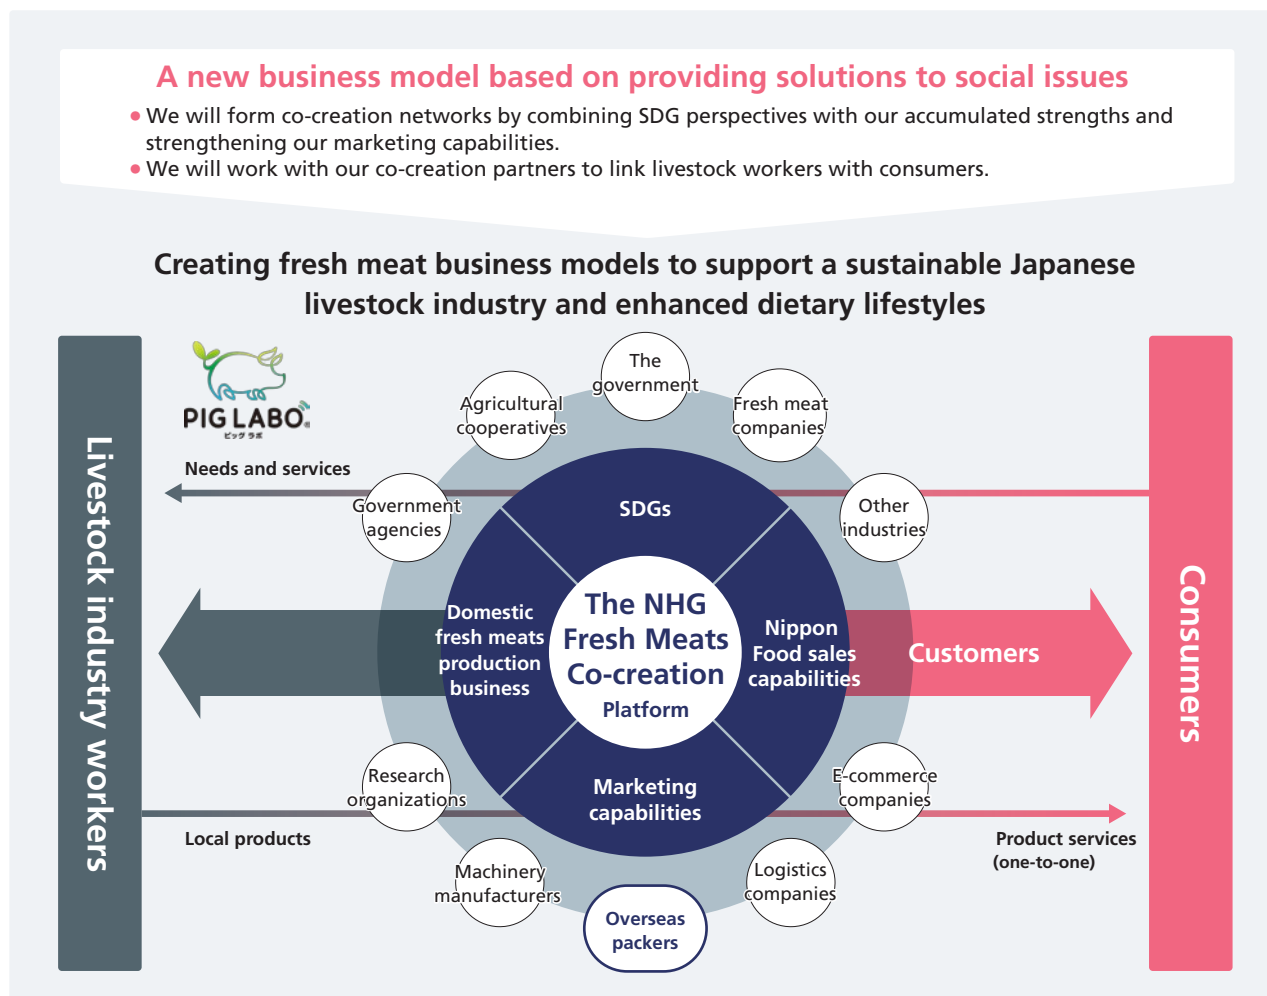 A new business model based on providing solutions to social issues
• We will form co-creation networks by combining SDG perspectives with our accumulated strengths and
strengthening our marketing capabilities.
• We will work with our co-creation partners to link livestock workers with consumers.
Creating fresh meat business models to support a sustainable Japanese
livestock industry and enhanced dietary lifestyles
Livestock industry workers
PIG LABO
ピッグ ラボ
Needs and services
The
government
Agricultural
cooperatives
Fresh meat
companies
Government
agencies
Other
industries
SDGs
Domestic
fresh meats
production
business
The NHG
Fresh Meats
Co-creation
Platform
Nippon
Food sales
capabilities
Customers
Consumers
Marketing
capabilities
Research
organizations
E-commerce
companies
Local products
Product services
(one-to-one)
Machinery
manufacturers
Logistics
companies
Overseas
packers